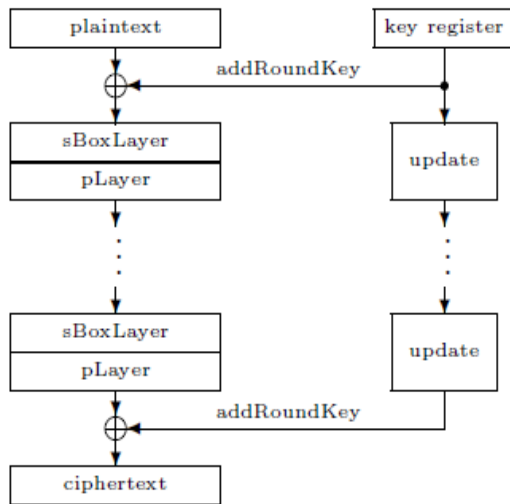 plaintext
key register
addRoundKey
sBoxLayer
pLayer
update
sBoxLayer
pLayer
update
addRoundKey
ciphertext